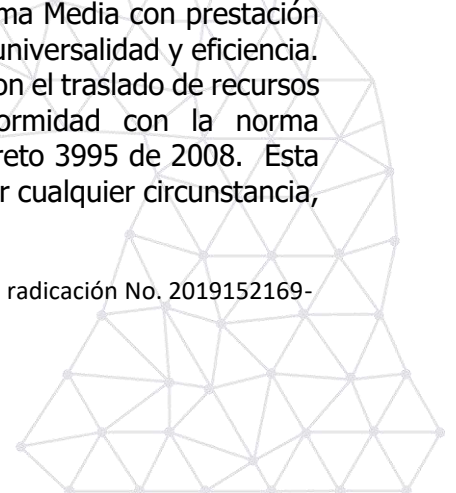 ma Media con prestación
universalidad y eficiencia.
on el traslado de recursos
ormidad con la norma
reto 3995 de 2008. Esta
r cualquier circunstancia,
radicación No. 2019152169-